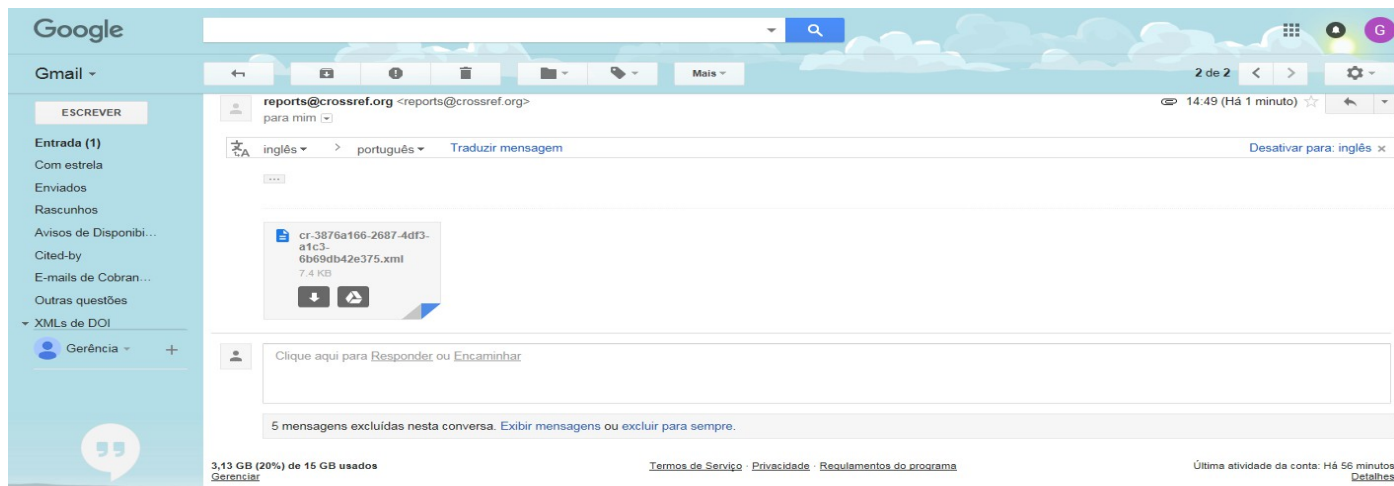 Google
G
Gmail
Mais
2 de 2
ESCREVER
Entrada (1)
Com estrela
Enviados
Rascunhos
Avisos de Disponibi...
Cited-by
E-mails de Cobran...
Outras questões
XMLs de DOI
Gerência
reports@crossref.org <reports@crossref.org>
14:49 (Há 1 minuto)
para mim
inglês > português Traduzir mensagem
Desativar para: inglês ×
...
cr-3876a166-2687-4df3-
a1c3-
6b69db42e375.xml
7.4 KB
Clique aqui para Responder ou Encaminhar
5 mensagens excluídas nesta conversa. Exibir mensagens ou excluir para sempre.
3,13 GB (20%) de 15 GB usados
Gerenciar
Termos de Serviço - Privacidade - Regulamentos do programa
Última atividade da conta: Há 56 minutos
Detalhes